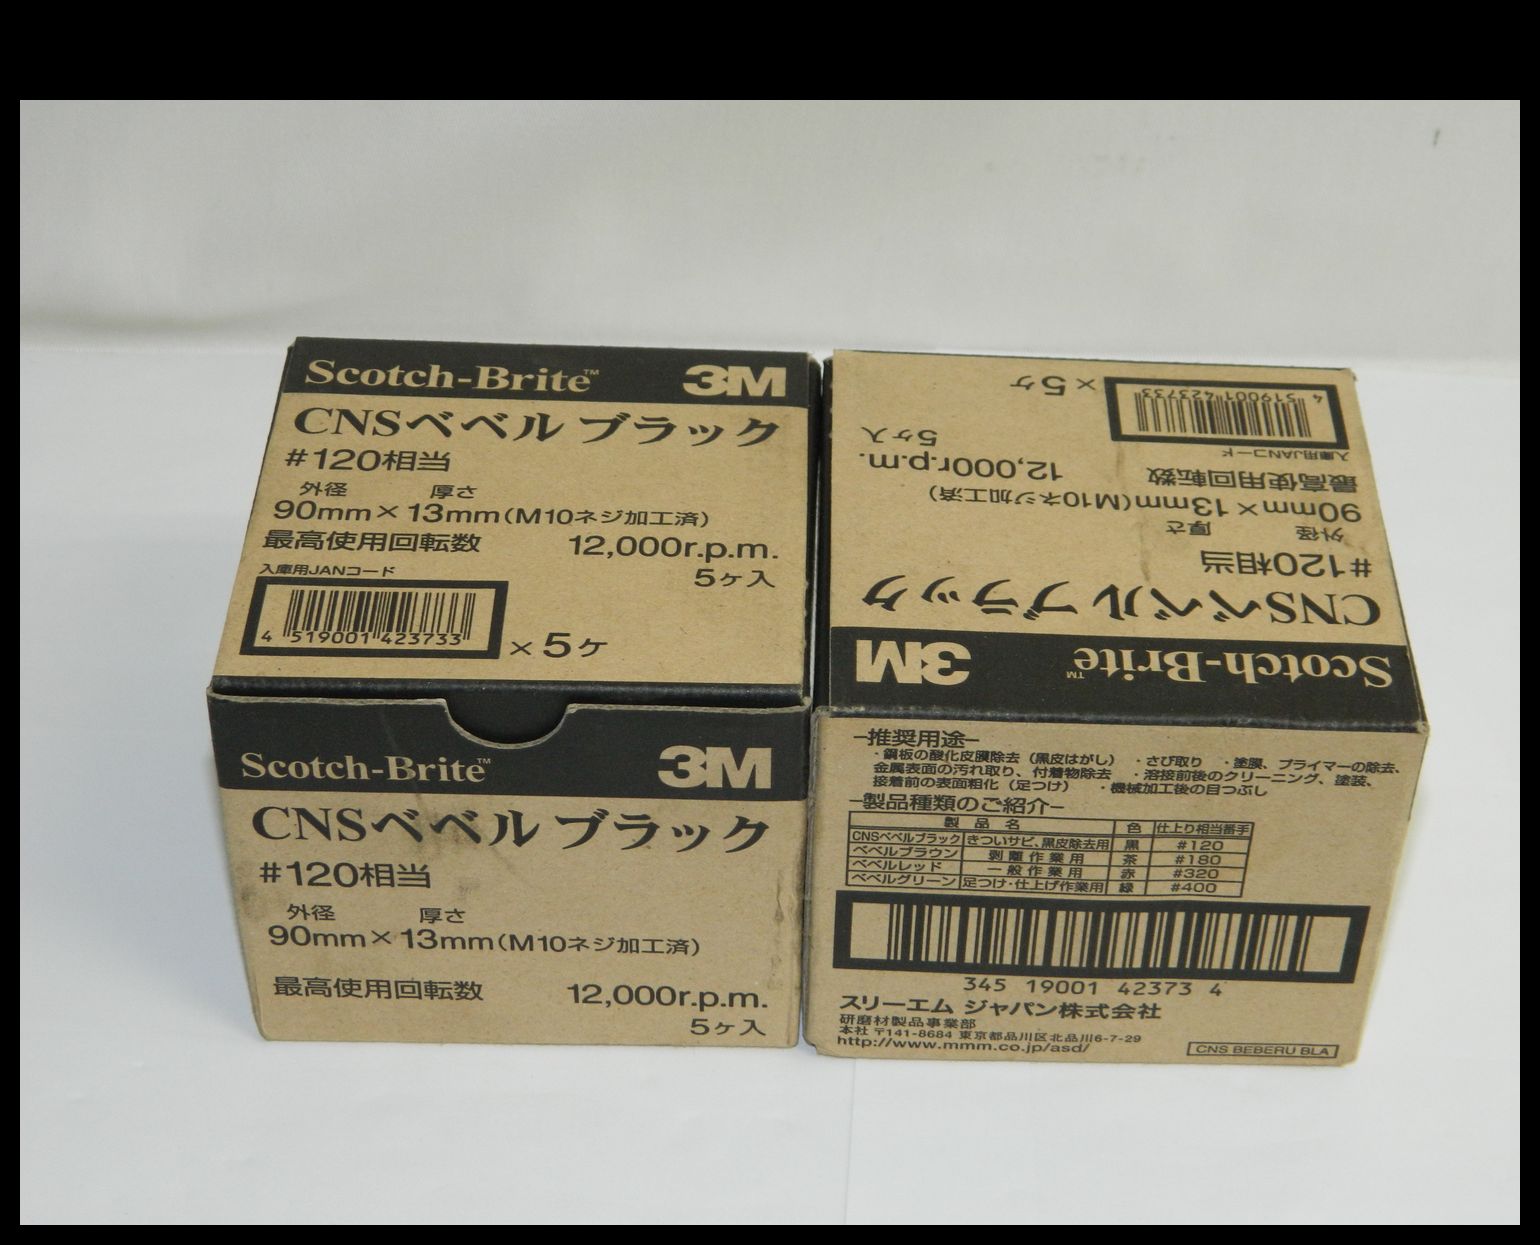 Scotch-Brite™ 3M
CNSベベル ブラック
#120相当
外径 厚さ
90mm×13mm(M10ネジ加工済)
最高使用回転数 12,000r.p.m.
5ヶ入
入庫用JANコード
4 519001 423733
×5ヶ
Scotch-Brite™ 3M
CNSベベル ブラック
#120相当
外径 厚さ
90mm×13mm(M10ネジ加工済)
最高使用回転数 12,000r.p.m.
5ヶ入
Scotch-Brite™ 3M
CNSベベル ブラック
#120相当
外径 厚さ
90mm×13mm(M10ネジ加工済)
最高使用回転数 12,000r.p.m.
5ヶ入
入庫用JANコード
4 519001 423733
×5ヶ
推奨用途
・鋼板の酸化皮膜除去(黒皮はがし) ・さび取り ・塗膜、プライマーの除去、
金属表面の汚れ取り、付着物除去 ・溶接前後のクリーニング、塗装、
接着前の表面粗化(足つけ) ・機械加工後の目つぶし
製品種類のご紹介
製品名 色 仕上り相当番手
CNSベベルブラック きついサビ、黒皮除去用 黒 #120
ベベルブラウン 剥離作業用 茶 #180
ベベルレッド 一般作業用 赤 #320
ベベルグリーン 足つけ・仕上げ作業用 緑 #400
345 19001 42373 4
スリーエム ジャパン株式会社
研磨材製品事業部
本社 〒141-8684 東京都品川区北品川6-7-29
http://www.mmm.co.jp/asd/
CNS BEBERU BLA